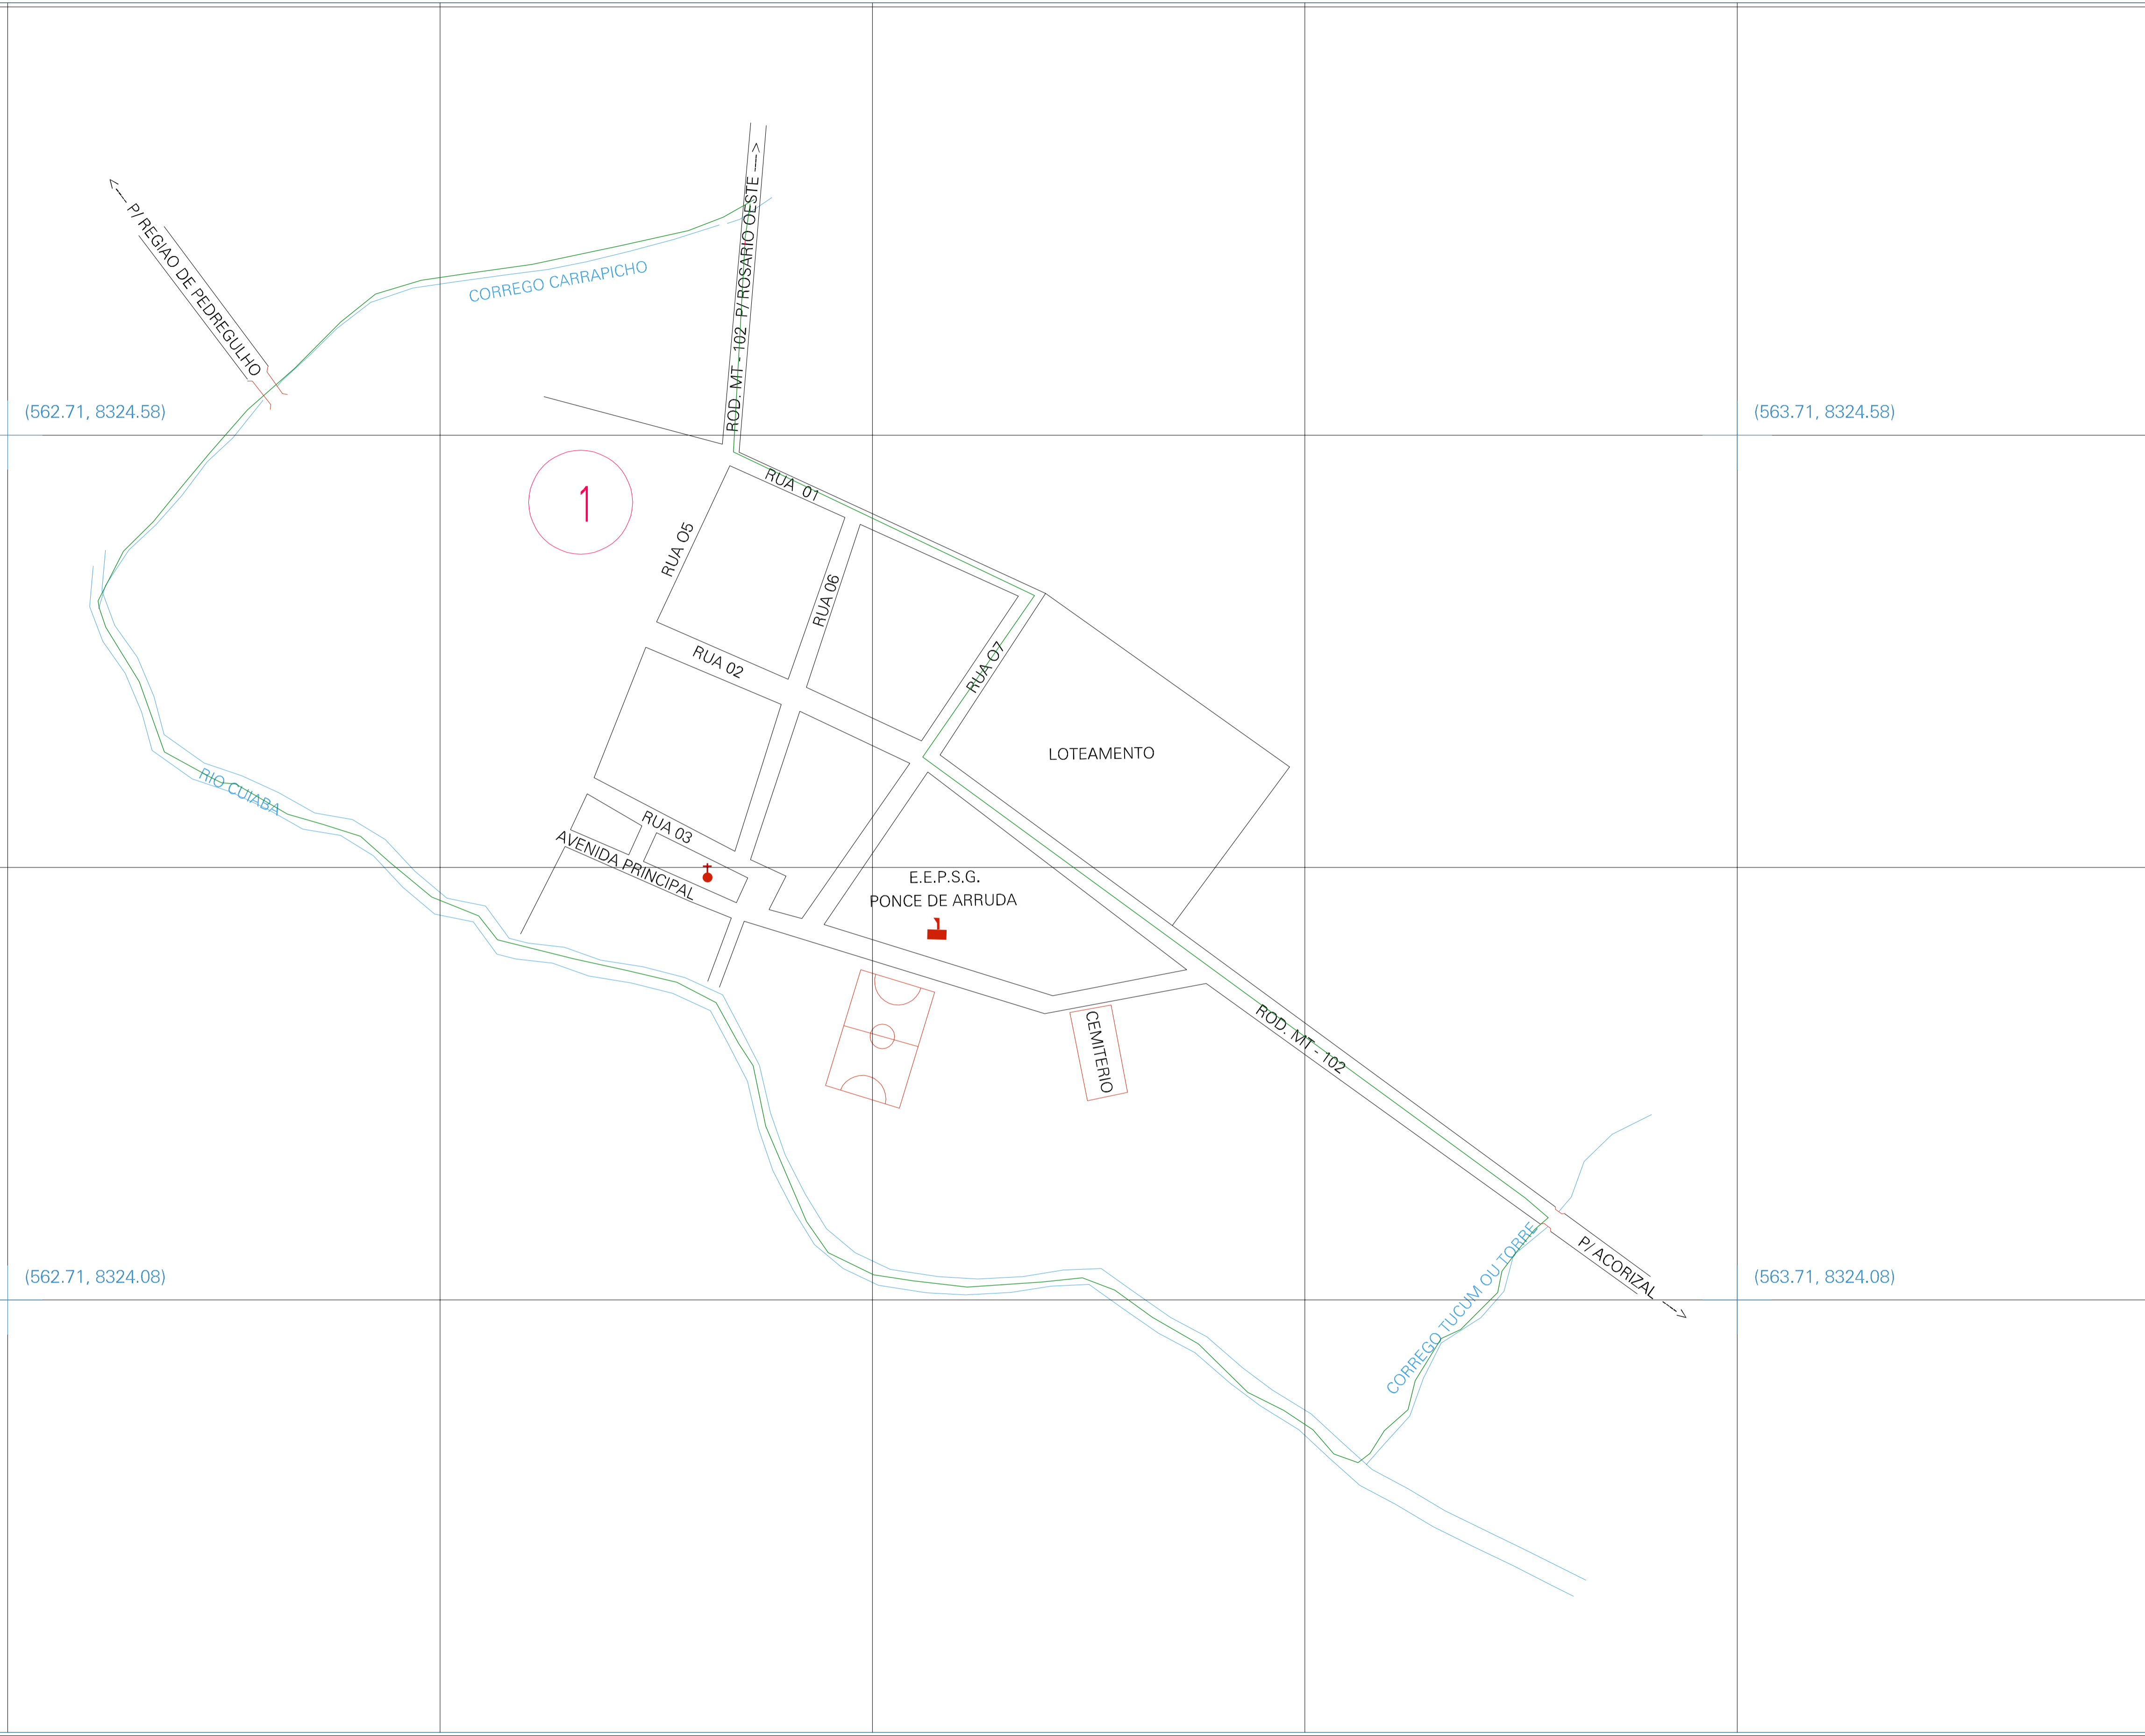 <---- P/ REGIAO DE PEDREGULHO
ROD. MT - 102 P/ ROSARIO OESTE ---->
CORREGO CARRAPICHO
(562.71, 8324.58)
(563.71, 8324.58)
1
RUA 01
RUA O5
RUA 06
RUA 02
RUA O7
LOTEAMENTO
RIO CUIABA
RUA 03
AVENIDA PRINCIPAL
E.E.P.S.G.
PONCE DE ARRUDA
CEMITERIO
ROD. MT - 102
P/ ACORIZAL ---->
CORREGO TUCUM OU TORRE
(562.71, 8324.08)
(563.71, 8324.08)